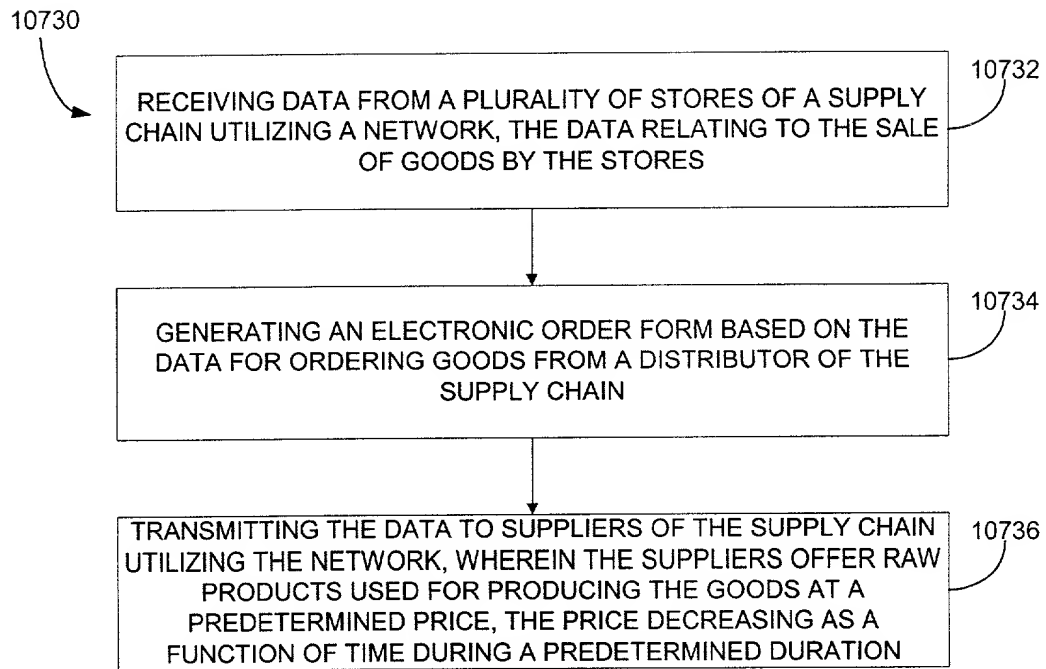 10730
10732
RECEIVING DATA FROM A PLURALITY OF STORES OF A SUPPLY
CHAIN UTILIZING A NETWORK, THE DATA RELATING TO THE SALE
OF GOODS BY THE STORES
10734
GENERATING AN ELECTRONIC ORDER FORM BASED ON THE
DATA FOR ORDERING GOODS FROM A DISTRIBUTOR OF THE
SUPPLY CHAIN
10736
TRANSMITTING THE DATA TO SUPPLIERS OF THE SUPPLY CHAIN
UTILIZING THE NETWORK, WHEREIN THE SUPPLIERS OFFER RAW
PRODUCTS USED FOR PRODUCING THE GOODS AT A
PREDETERMINED PRICE, THE PRICE DECREASING AS A
FUNCTION OF TIME DURING A PREDETERMINED DURATION